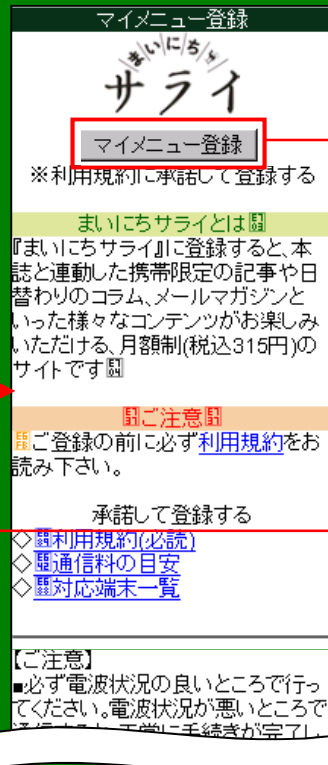 マイメニュー登録
まいにちサライ
マイメニュー登録
※利用規約に承諾して登録する
まいにちサライとは
『まいにちサライ』に登録すると、本
誌と連動した携帯限定の記事や日
替わりのコラム、メールマガジンと
いった様々なコンテンツがお楽しみ
いただける、月額制(税込315円)の
サイトです
ご注意
ご登録の前に必ず利用規約をお
読み下さい。
承諾して登録する
◇利用規約(必読)
◇通信料の目安
◇対応端末一覧
【ご注意】
■必ず電波状況の良いところで行っ
てください。電波状況が悪いところで